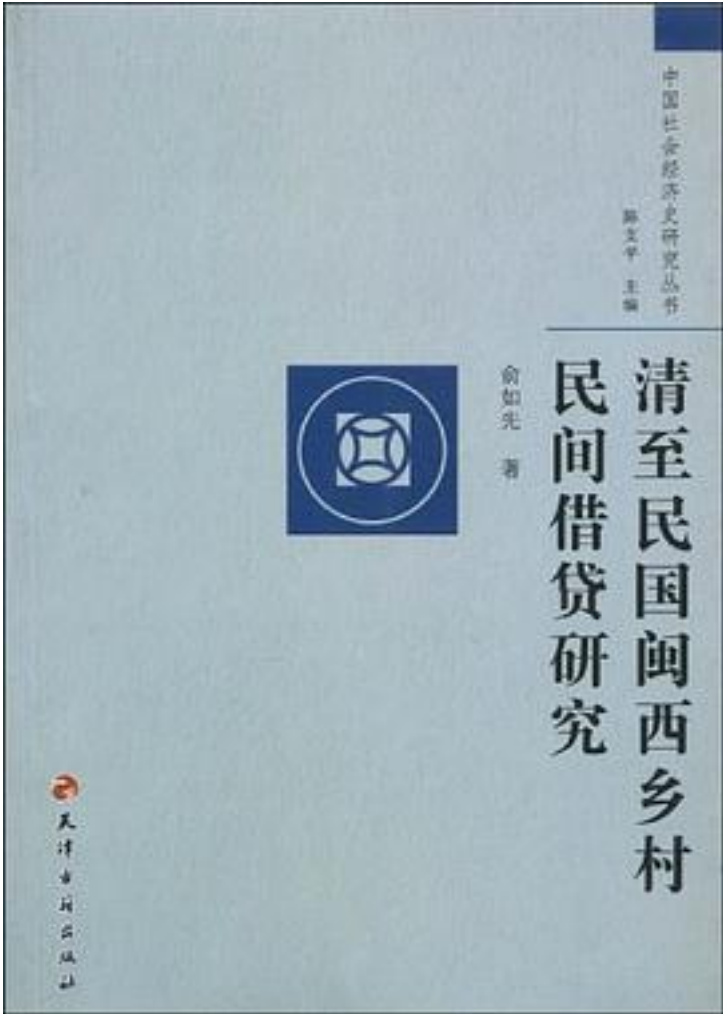 中国社会经济史研究丛书
陈支平 主编
清至民国闽西乡村
民间借贷研究
俞如先 著
天津古籍出版社